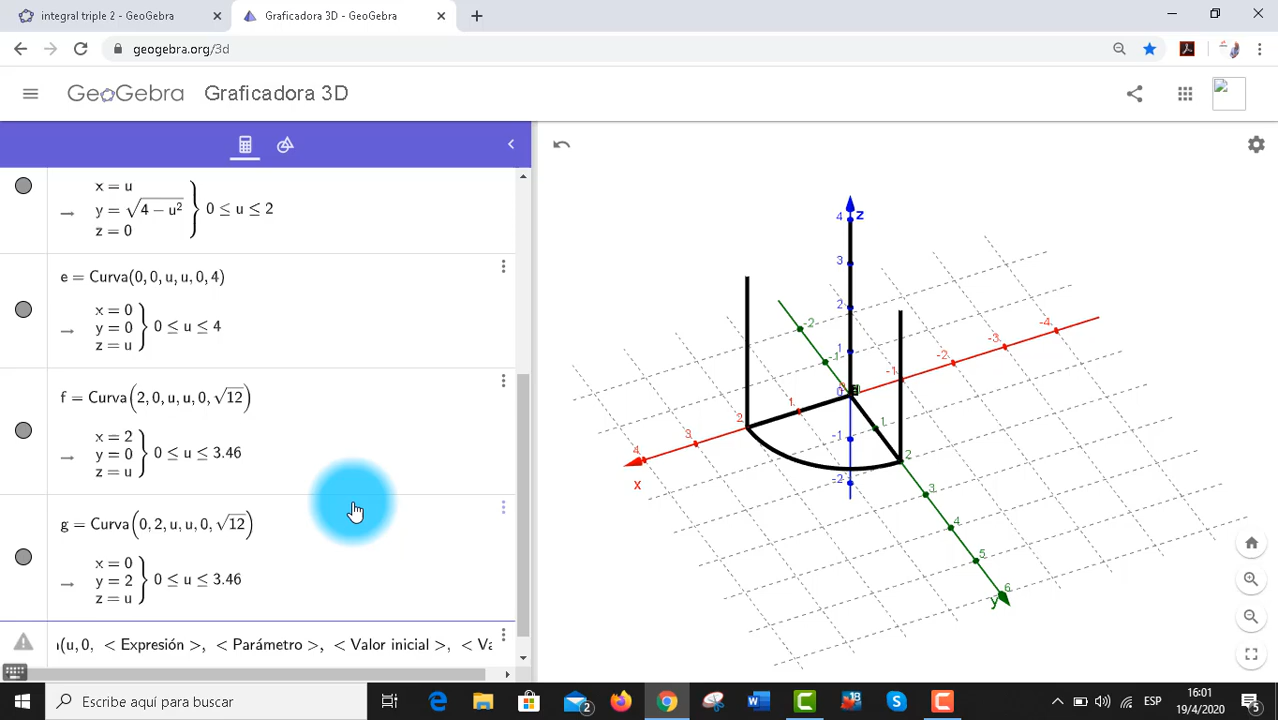 integral triple 2 - GeoGebra
Graficadora 3D - GeoGebra
geogebra.org/3d
GeoGebra Graficadora 3D
x = u
→ y = √(4 − u²) } 0 ≤ u ≤ 2
z = 0
e = Curva(0, 0, u, u, 0, 4)
x = 0
→ y = 0 } 0 ≤ u ≤ 4
z = u
f = Curva(2, 0, u, u, 0, √12)
x = 2
→ y = 0 } 0 ≤ u ≤ 3.46
z = u
g = Curva(0, 2, u, u, 0, √12)
x = 0
→ y = 2 } 0 ≤ u ≤ 3.46
z = u
(u, 0, < Expresión >, < Parámetro >, < Valor inicial >, < Va
4 z
3
2
1
0
-1
-2
-4
-3
-2
-1
1
2
3
4
x
-2
-1
1
2
3
4
5
6
y
Escribe aquí para buscar
2
18
ESP
16:01
19/4/2020
5